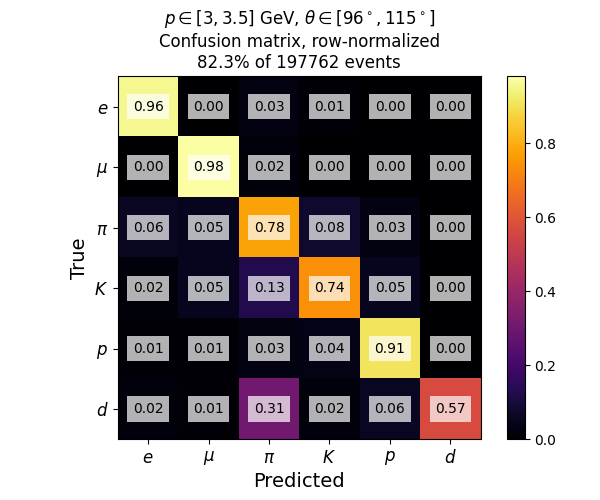 p ∈ [3, 3.5] GeV, θ ∈ [96°, 115°]
Confusion matrix, row-normalized
82.3% of 197762 events
e 0.96 0.00 0.03 0.01 0.00 0.00
μ 0.00 0.98 0.02 0.00 0.00 0.00
π 0.06 0.05 0.78 0.08 0.03 0.00
K 0.02 0.05 0.13 0.74 0.05 0.00
p 0.01 0.01 0.03 0.04 0.91 0.00
d 0.02 0.01 0.31 0.02 0.06 0.57
e μ π K p d
Predicted
True
0.8
0.6
0.4
0.2
0.0